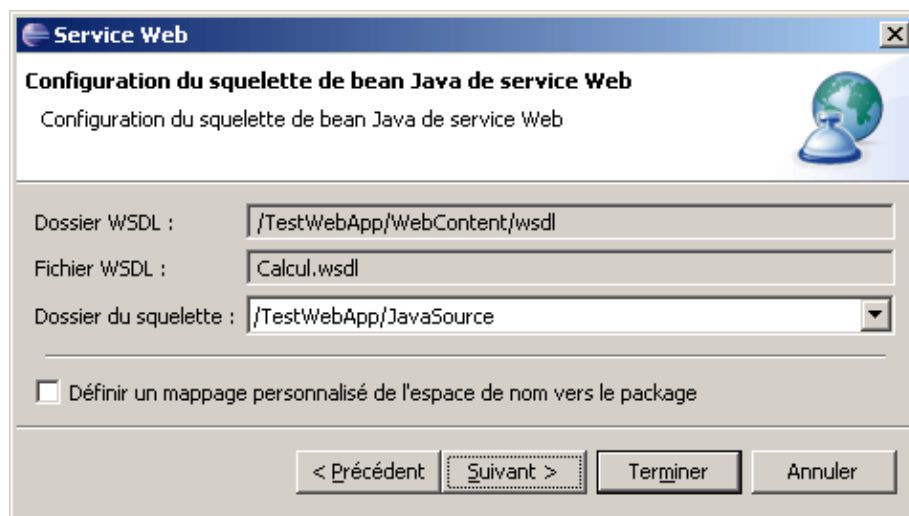 Service Web
Configuration du squelette de bean Java de service Web
Configuration du squelette de bean Java de service Web
Dossier WSDL : /TestWebApp/WebContent/wsdl
Fichier WSDL : Calcul.wsdl
Dossier du squelette : /TestWebApp/JavaSource
Définir un mappage personnalisé de l'espace de nom vers le package
< Précédent Suivant > Terminer Annuler